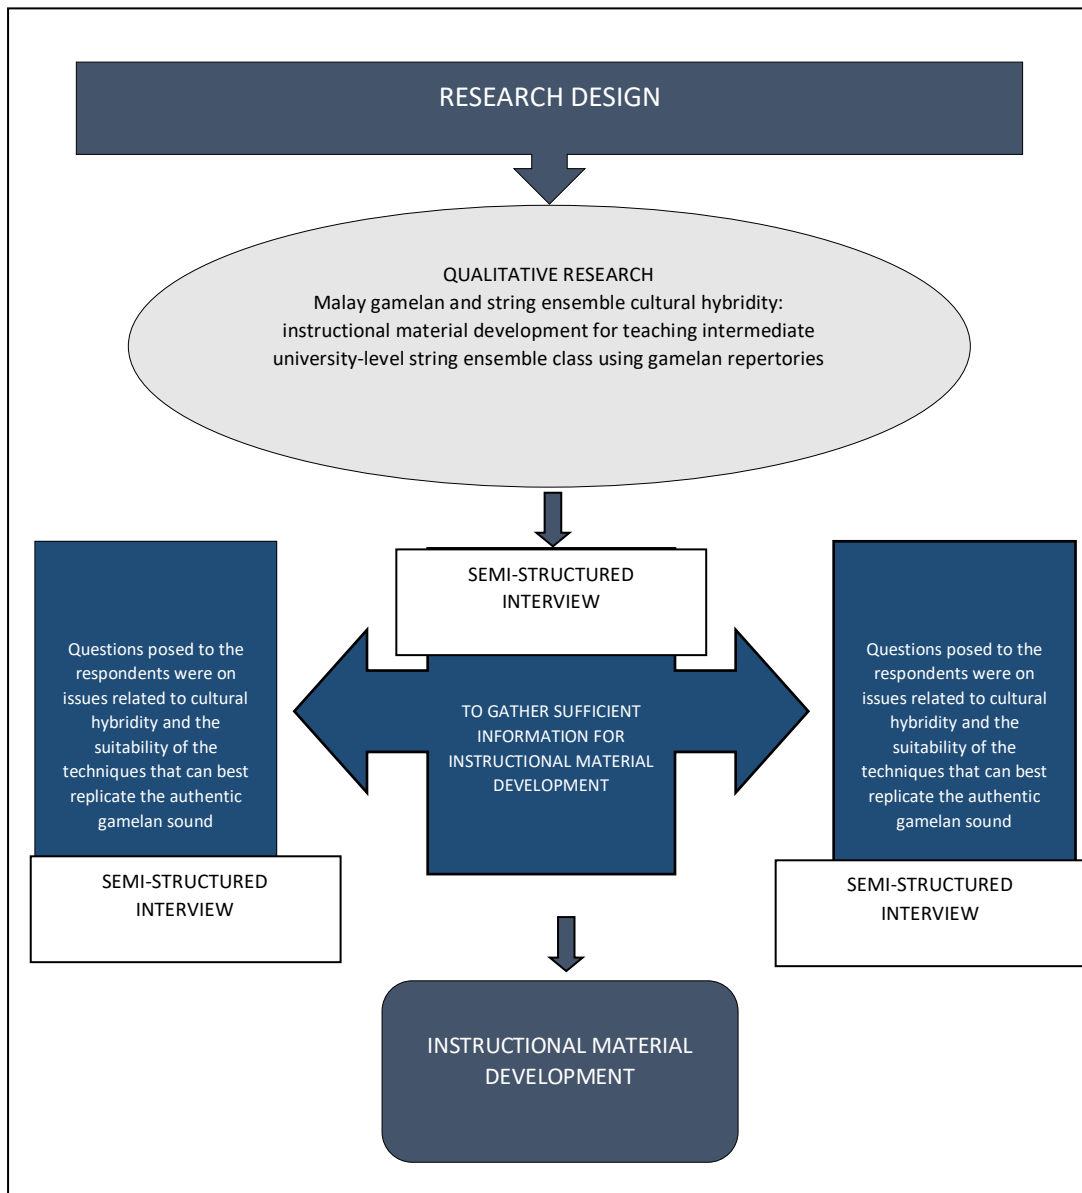 RESEARCH DESIGN
QUALITATIVE RESEARCH
Malay gamelan and string ensemble cultural hybridity:
instructional material development for teaching intermediate
university-level string ensemble class using gamelan repertories
SEMI-STRUCTURED
INTERVIEW
Questions posed to the
respondents were on
issues related to cultural
hybridity and the
suitability of the
techniques that can best
replicate the authentic
gamelan sound
SEMI-STRUCTURED
INTERVIEW
TO GATHER SUFFICIENT
INFORMATION FOR
INSTRUCTIONAL MATERIAL
DEVELOPMENT
Questions posed to the
respondents were on
issues related to cultural
hybridity and the
suitability of the
techniques that can best
replicate the authentic
gamelan sound
SEMI-STRUCTURED
INTERVIEW
INSTRUCTIONAL MATERIAL
DEVELOPMENT